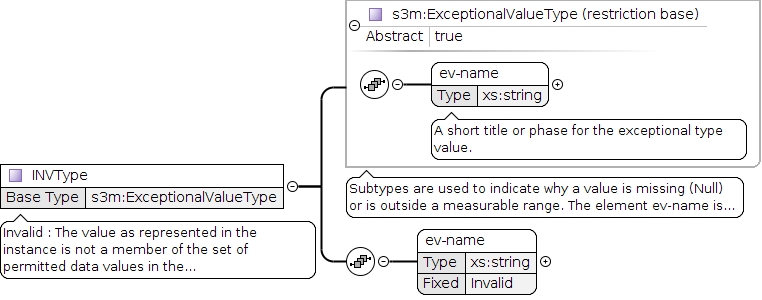 s3m:ExceptionalValueType (restriction base)
Abstract true
ev-name
Type xs:string
A short title or phase for the exceptional type
value.
INVType
Base Type s3m:ExceptionalValueType
Invalid : The value as represented in the
instance is not a member of the set of
permitted data values in the...
Subtypes are used to indicate why a value is missing (Null)
or is outside a measurable range. The element ev-name is...
ev-name
Type xs:string
Fixed Invalid